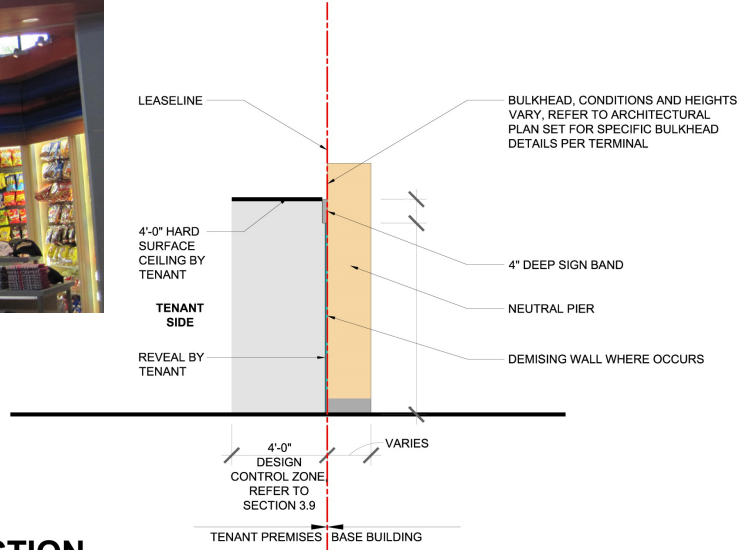 LEASELINE
BULKHEAD, CONDITIONS AND HEIGHTS
VARY, REFER TO ARCHITECTURAL
PLAN SET FOR SPECIFIC BULKHEAD
DETAILS PER TERMINAL
4'-0" HARD
SURFACE
CEILING BY
TENANT
4" DEEP SIGN BAND
TENANT
SIDE
NEUTRAL PIER
REVEAL BY
TENANT
DEMISING WALL WHERE OCCURS
4'-0"
DESIGN
CONTROL ZONE,
REFER TO
SECTION 3.9
VARIES
TENANT PREMISES
BASE BUILDING